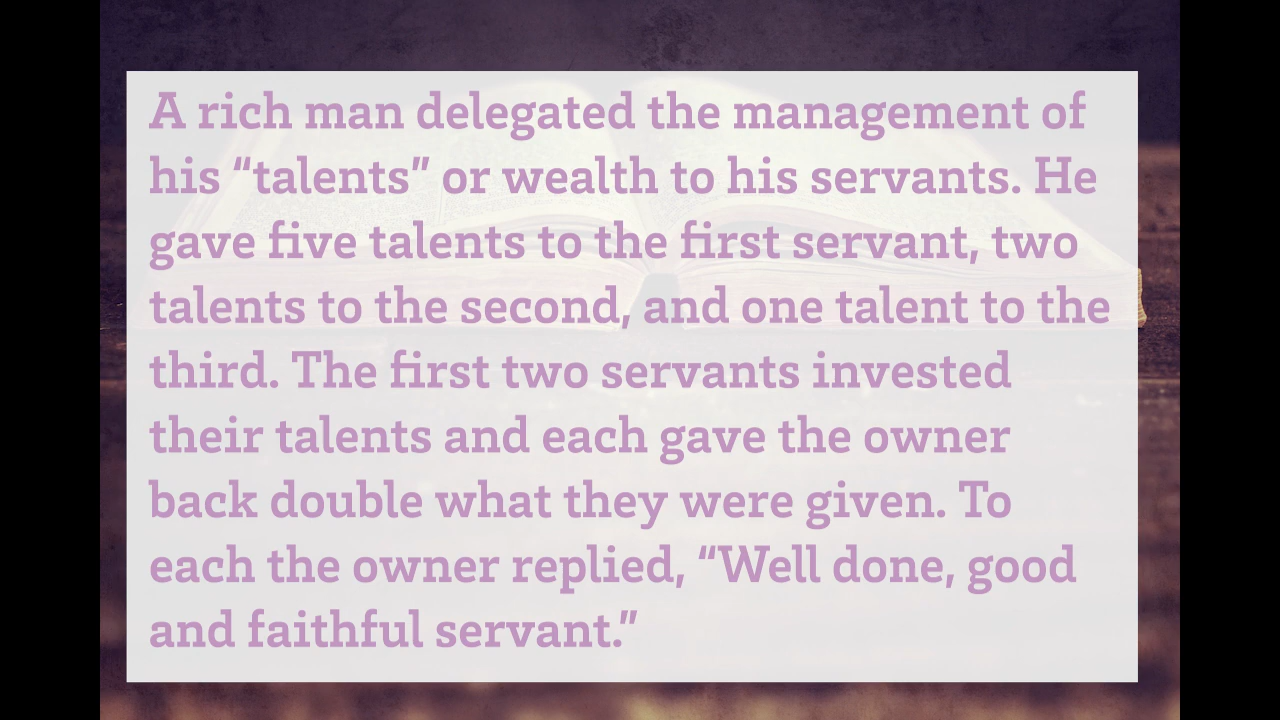 A rich man delegated the management of
his “talents” or wealth to his servants. He
gave five talents to the first servant, two
talents to the second, and one talent to the
third. The first two servants invested
their talents and each gave the owner
back double what they were given. To
each the owner replied, “Well done, good
and faithful servant.”